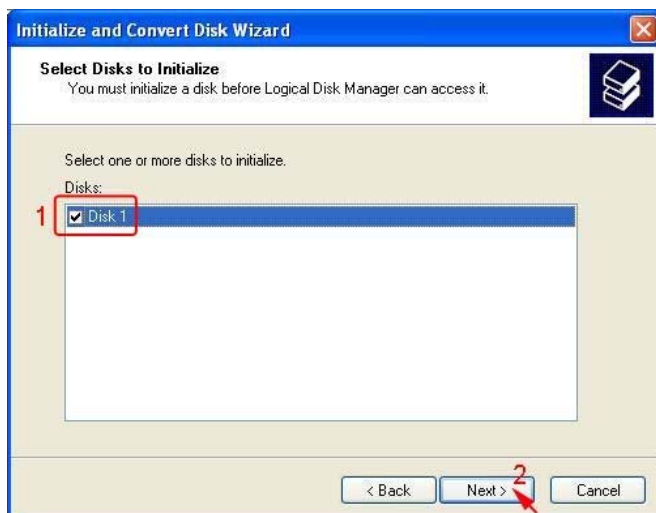 Initialize and Convert Disk Wizard
Select Disks to Initialize
You must initialize a disk before Logical Disk Manager can access it.
Select one or more disks to initialize.
Disks:
1
Disk 1
2
< Back
Next >
Cancel